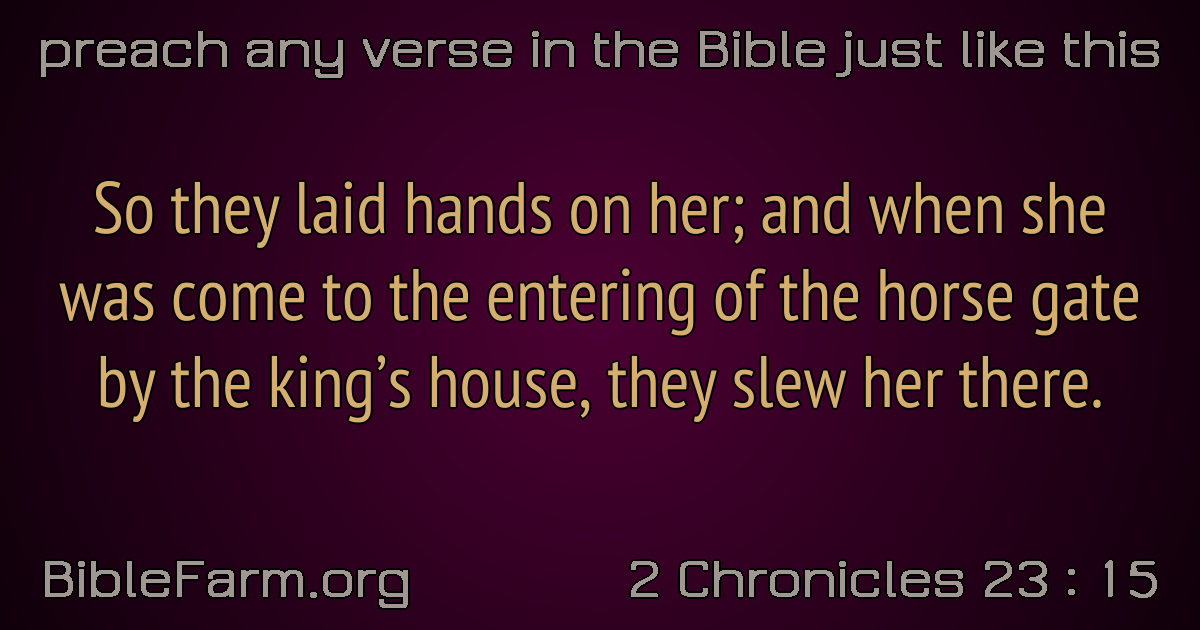 preach any verse in the Bible just like this
So they laid hands on her; and when she
was come to the entering of the horse gate
by the king’s house, they slew her there.
BibleFarm.org
2 Chronicles 23 : 15